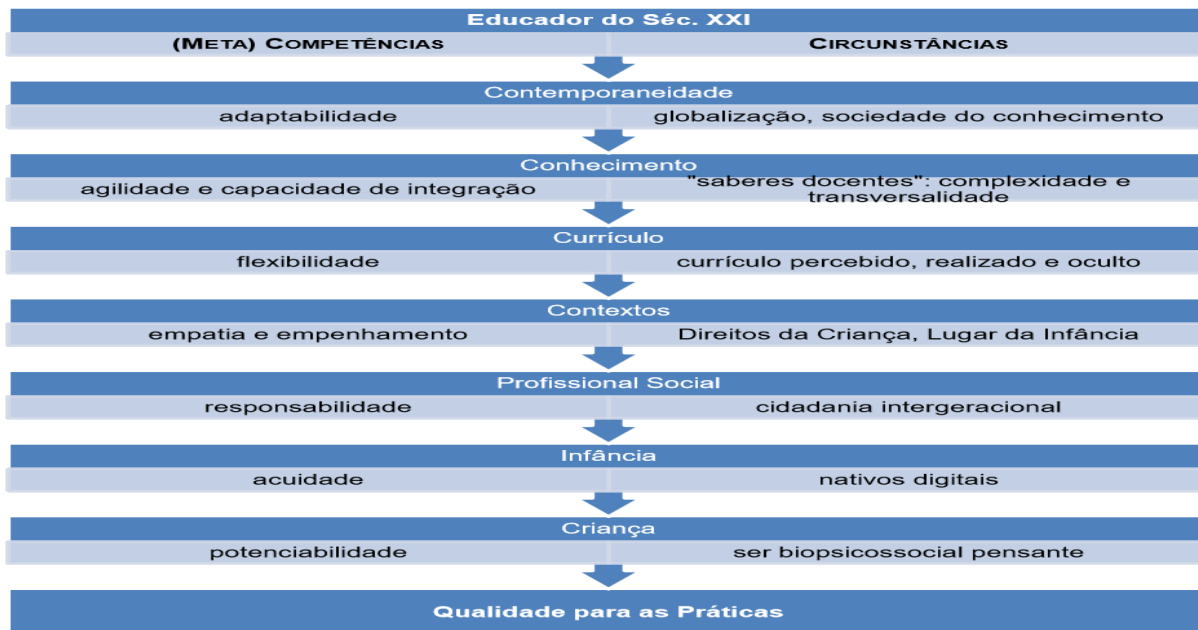 Educador do Séc. XXI
(META) COMPETÊNCIAS
CIRCUNSTÂNCIAS
Contemporaneidade
adaptabilidade
globalização, sociedade do conhecimento
Conhecimento
agilidade e capacidade de integração
"saberes docentes": complexidade e
transversalidade
Currículo
flexibilidade
currículo percebido, realizado e oculto
Contextos
empatia e empenhamento
Direitos da Criança, Lugar da Infância
Profissional Social
responsabilidade
cidadania intergeracional
Infância
acuidade
nativos digitais
Criança
potenciabilidade
ser biopsicossocial pensante
Qualidade para as Práticas